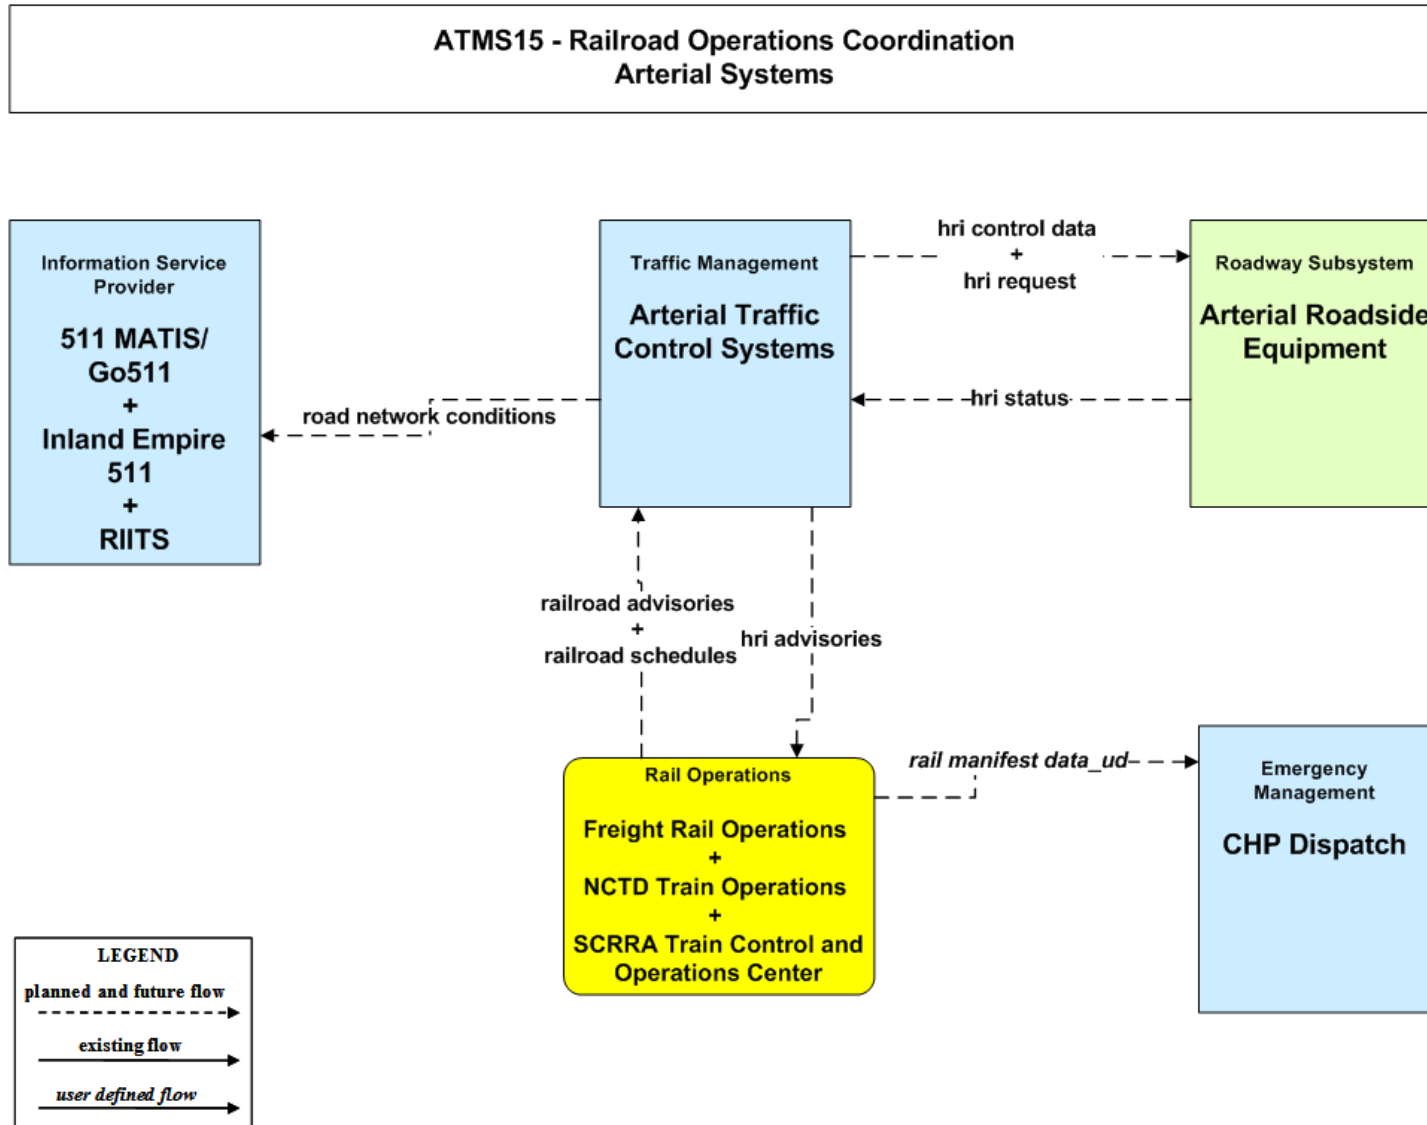 ATMS15 - Railroad Operations Coordination
Arterial Systems
Information Service
Provider
511 MATIS/
Go511
+
Inland Empire
511
+
RIITS
road network conditions
Traffic Management
Arterial Traffic
Control Systems
hri control data
+
hri request
hri status
Roadway Subsystem
Arterial Roadside
Equipment
railroad advisories
+
railroad schedules
hri advisories
Rail Operations
Freight Rail Operations
+
NCTD Train Operations
+
SCRRA Train Control and
Operations Center
rail manifest data_ud
Emergency
Management
CHP Dispatch
LEGEND
planned and future flow
existing flow
user defined flow